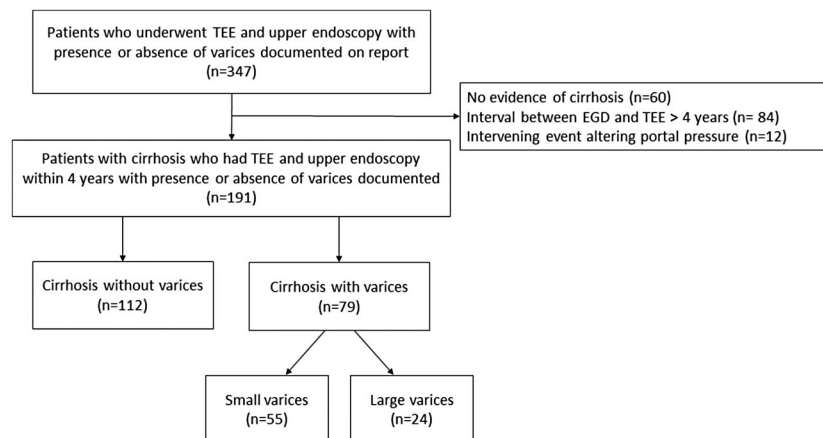 Patients who underwent TEE and upper endoscopy with
presence or absence of varices documented on report
(n=347)
No evidence of cirrhosis (n=60)
Interval between EGD and TEE > 4 years (n= 84)
Intervening event altering portal pressure (n=12)
Patients with cirrhosis who had TEE and upper endoscopy
within 4 years with presence or absence of varices documented
(n=191)
Cirrhosis without varices
(n=112)
Cirrhosis with varices
(n=79)
Small varices
(n=55)
Large varices
(n=24)